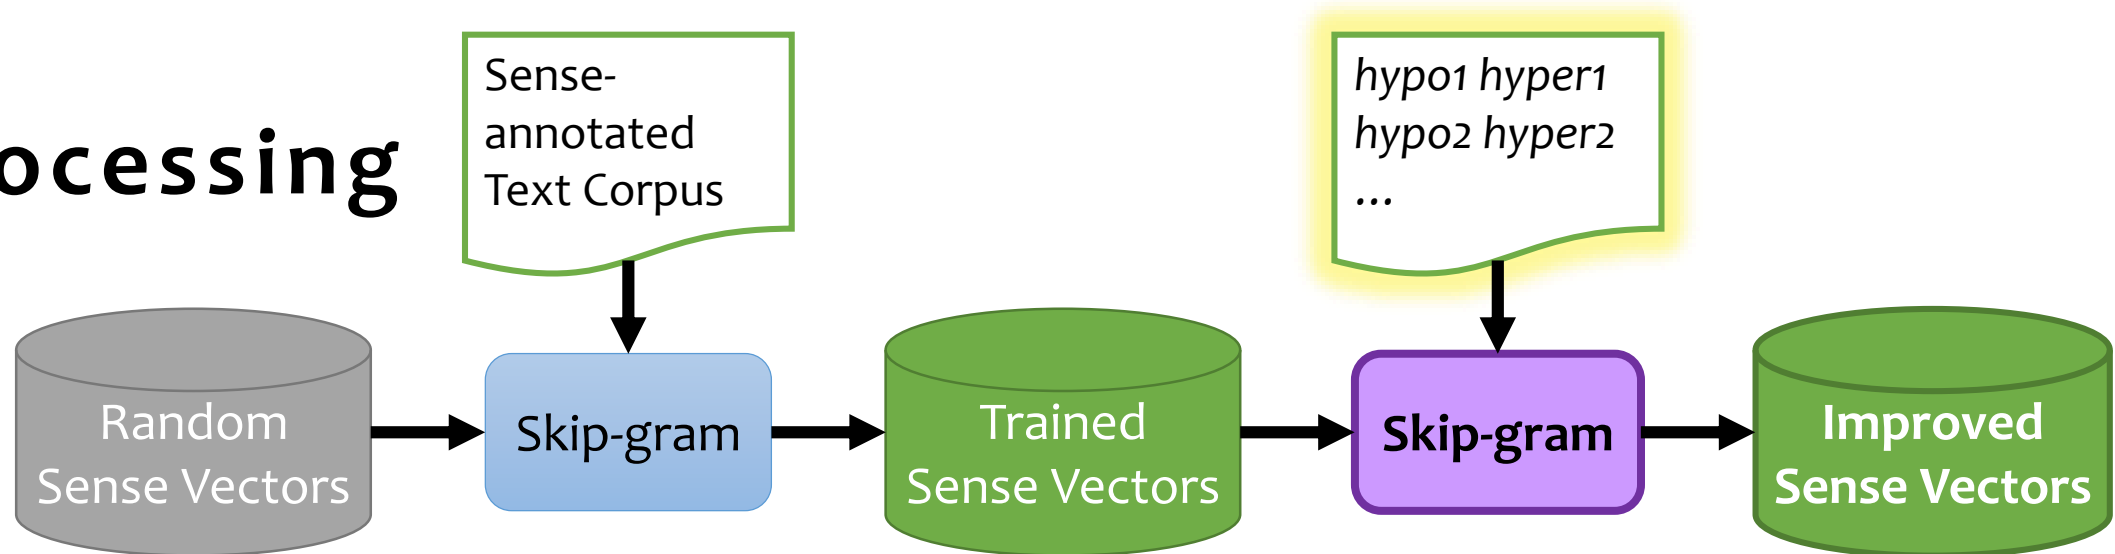 ocessing
Sense-
annotated
Text Corpus
hypo1 hyper1
hypo2 hyper2
...
Random
Sense Vectors
Skip-gram
Trained
Sense Vectors
Skip-gram
Improved
Sense Vectors